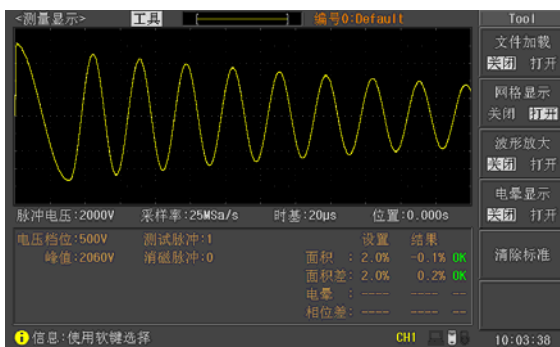 <测量显示> 工具 编号0:Default Tool
文件加载
关闭 打开
网格显示
关闭 打开
波形放大
关闭 打开
电晕显示
关闭 打开
清除标准
脉冲电压:2000V 采样率:25MSa/s 时基:20μs 位置:0.000s
电压档位:500V 测试脉冲:1 设置 结果
峰值:2060V 消磁脉冲:0 面积 : 2.0% -0.1% OK
面积差: 2.0% 0.2% OK
电晕 : ---- ---- --
相位差: ---- ---- --
信息:使用软键选择 CH1 10:03:38